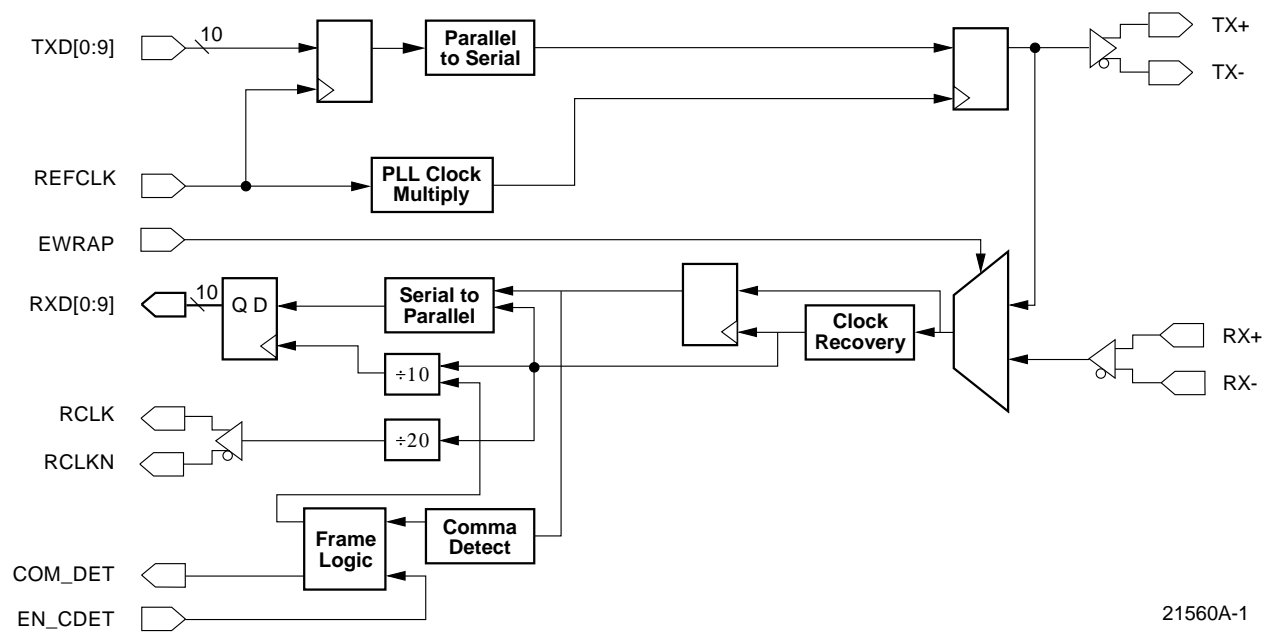 TXD[0:9]
10
Parallel
to Serial
TX+
TX-
REFCLK
PLL Clock
Multiply
EWRAP
RXD[0:9]
10
Q D
Serial to
Parallel
Clock
Recovery
RX+
RX-
÷10
RCLK
÷20
RCLKN
Frame
Logic
Comma
Detect
COM_DET
EN_CDET
21560A-1